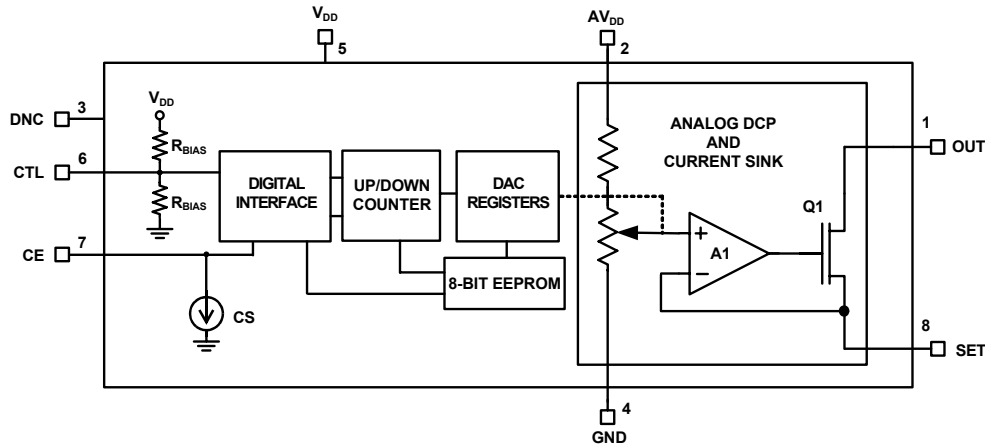 VDD
5
AVDD
2
DNC
3
VDD
RBIAS
CTL
6
RBIAS
CE
7
CS
DIGITAL
INTERFACE
UP/DOWN
COUNTER
DAC
REGISTERS
8-BIT EEPROM
ANALOG DCP
AND
CURRENT SINK
+
A1
−
Q1
1
OUT
8
SET
4
GND